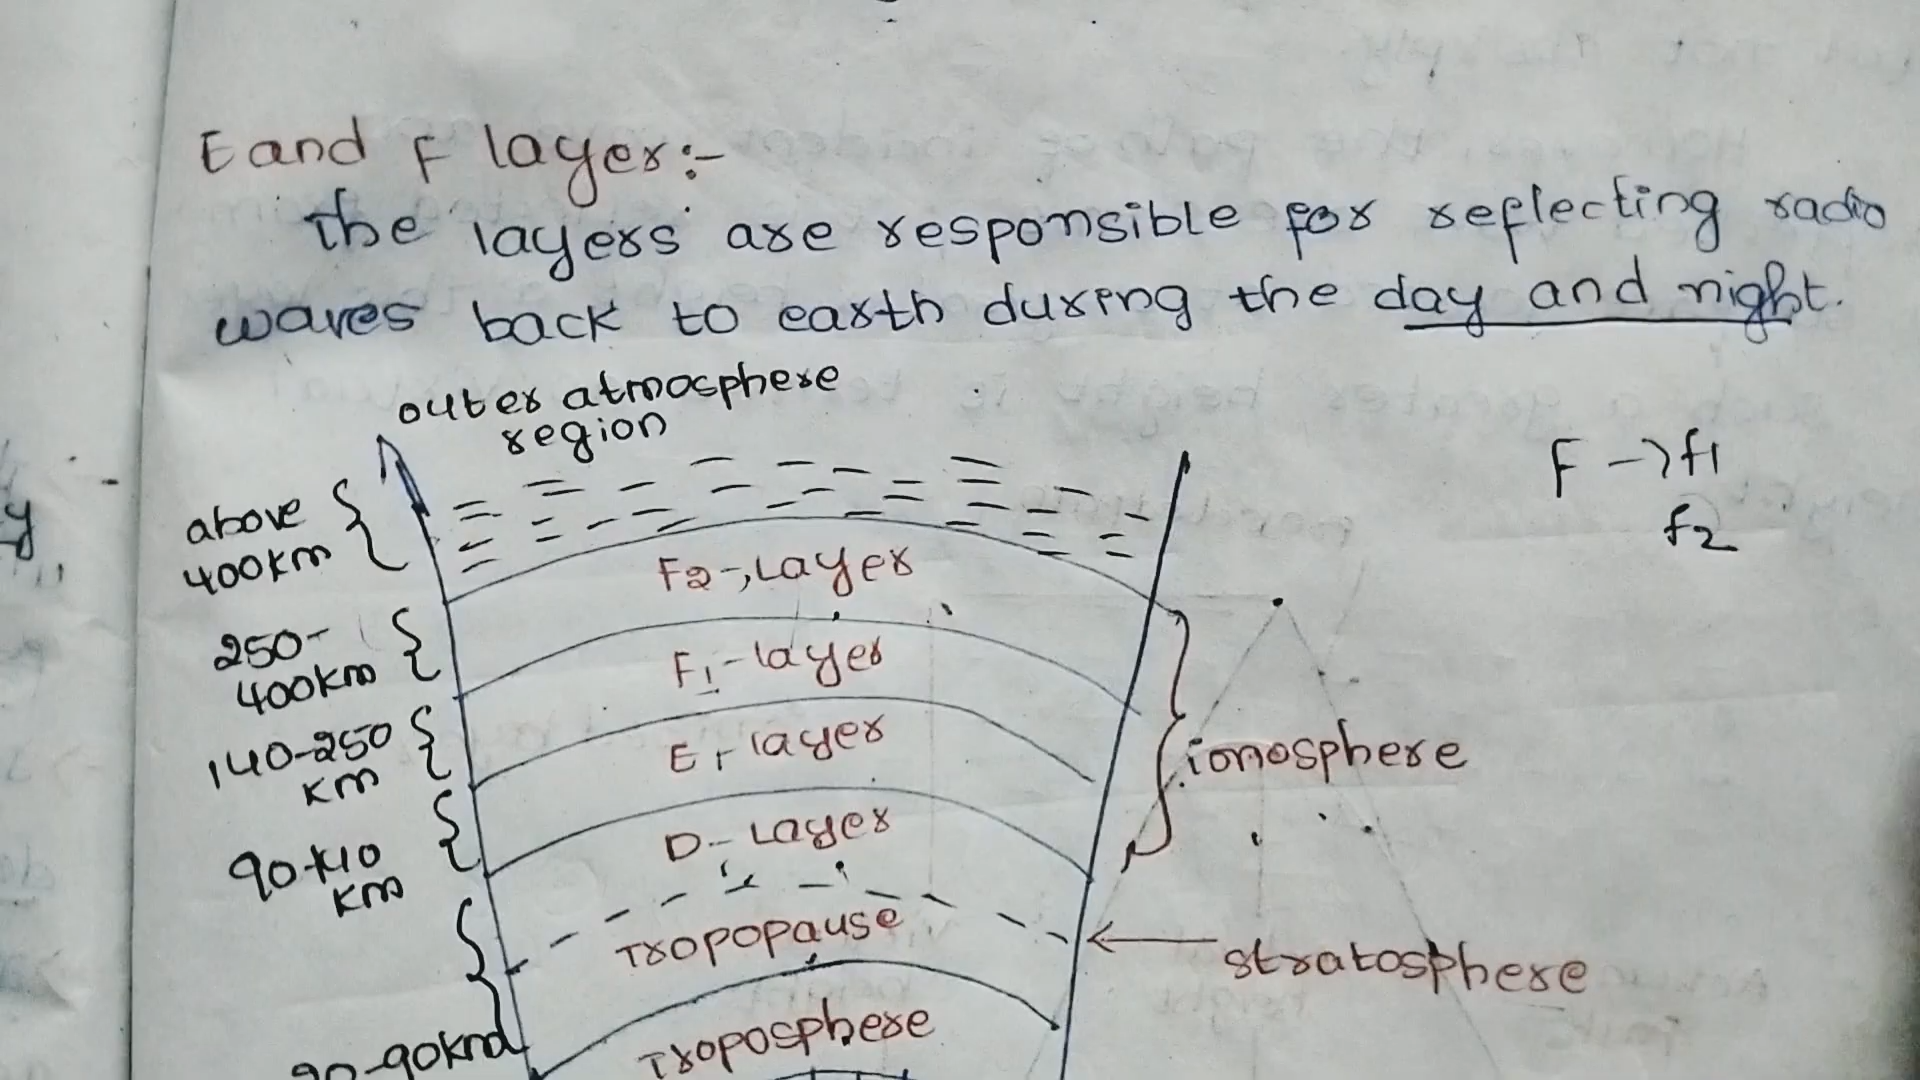 E and F layer:-
The layers are responsible for reflecting radio
waves back to earth during the day and night.
outer atmosphere
region
F → f1
f2
above
400km
F2-, Layer
250-
400km
F1-layer
140-250
km
E, layer
ionosphere
D- Layer
km
Tropopause
stratosphere
Troposphere